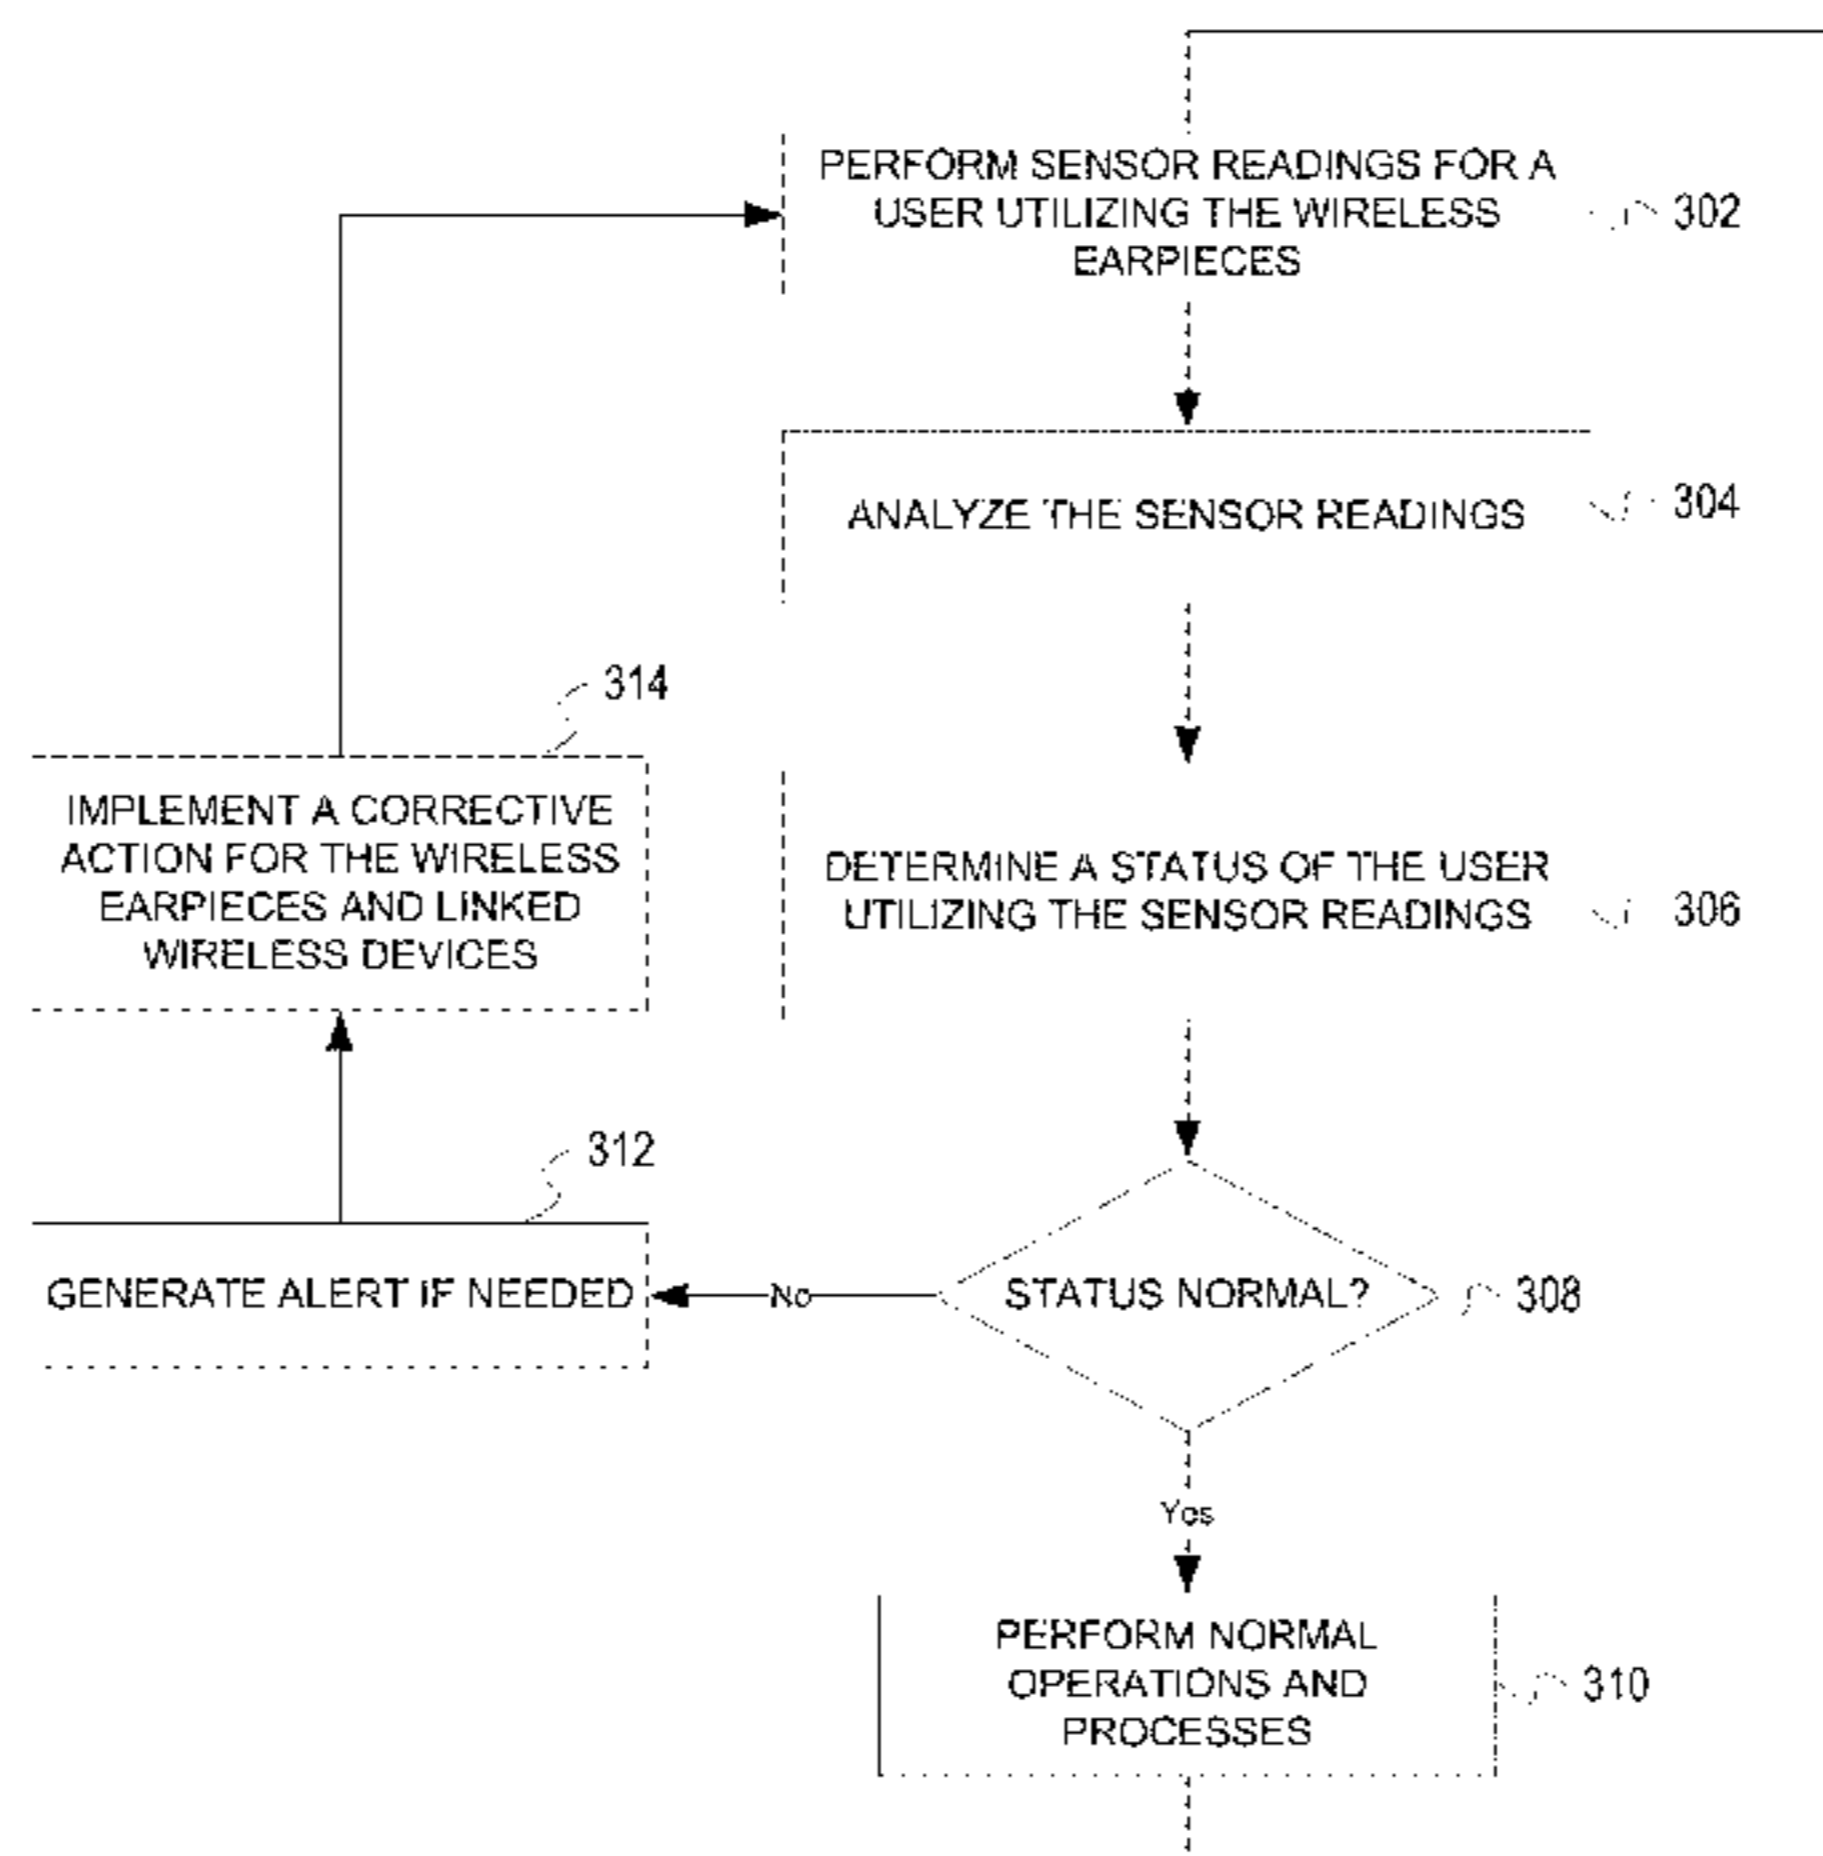 PERFORM SENSOR READINGS FOR A
USER UTILIZING THE WIRELESS
EARPIECES
302
ANALYZE THE SENSOR READINGS
304
314
IMPLEMENT A CORRECTIVE
ACTION FOR THE WIRELESS
EARPIECES AND LINKED
WIRELESS DEVICES
DETERMINE A STATUS OF THE USER
UTILIZING THE SENSOR READINGS
306
312
GENERATE ALERT IF NEEDED
No
STATUS NORMAL?
308
Yes
PERFORM NORMAL
OPERATIONS AND
PROCESSES
310